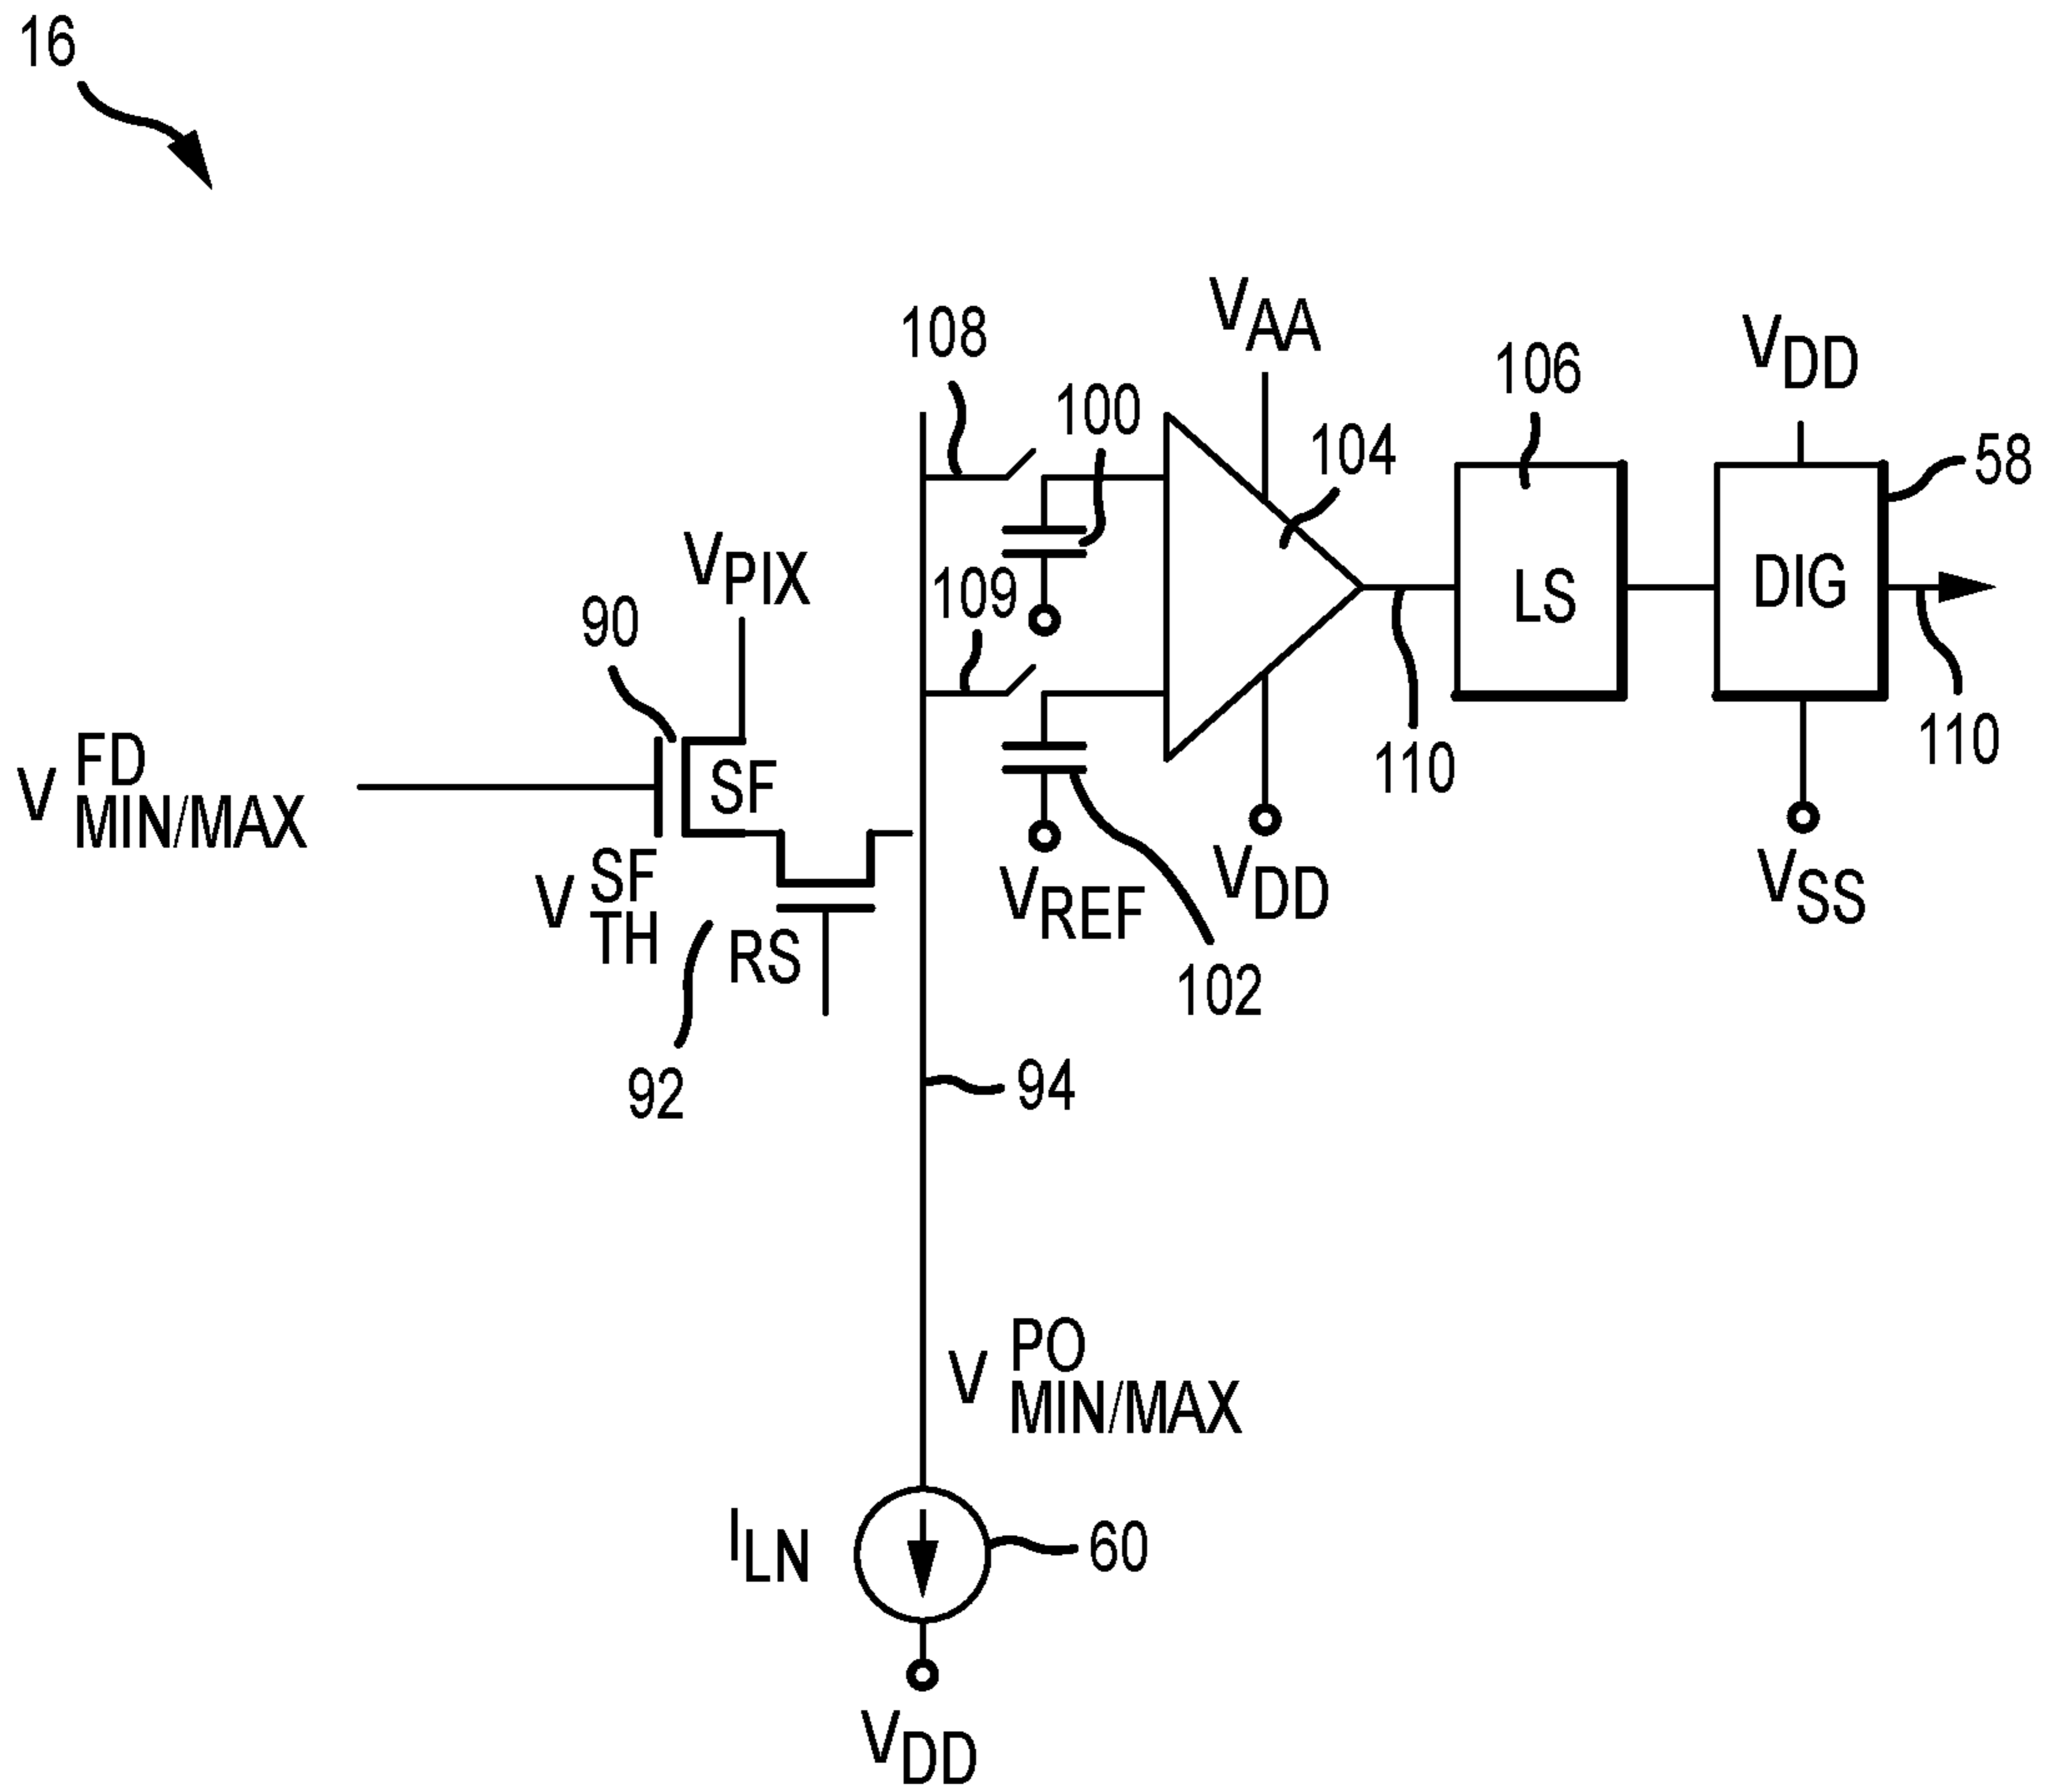 16
108
VAA
106
VDD
100
104
58
VPIX
109
LS
DIG
90
V FD MIN/MAX
SF
110
110
V SF TH
VREF
VDD
VSS
RS
102
92
94
V PO MIN/MAX
ILN
60
VDD